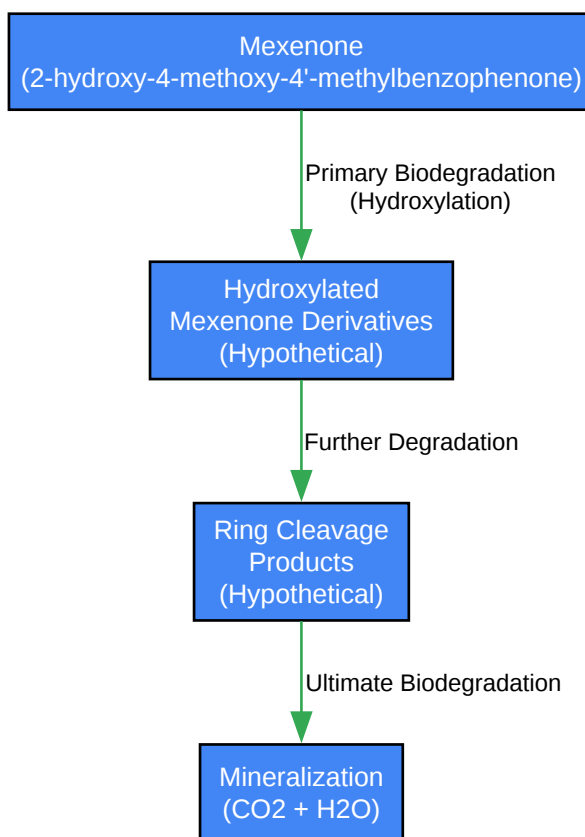 Mexenone
(2-hydroxy-4-methoxy-4'-methylbenzophenone)
Primary Biodegradation
(Hydroxylation)
Hydroxylated
Mexenone Derivatives
(Hypothetical)
Further Degradation
Ring Cleavage
Products
(Hypothetical)
Ultimate Biodegradation
Mineralization
(CO2 + H2O)